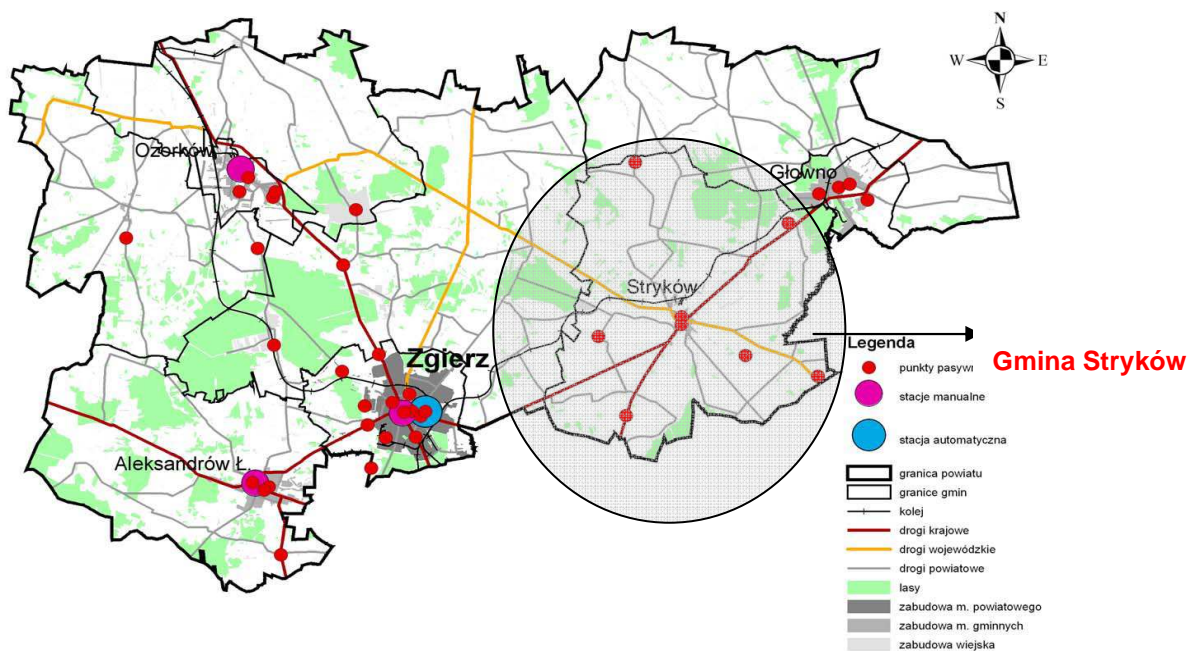 N
W E
S
Ozorków
Głowno
Stryków
Zgierz
Aleksandrów Ł.
Gmina Stryków
Legenda
punkty pasywi
stacje manualne
stacja automatyczna
granica powiatu
granice gmin
kolej
drogi krajowe
drogi wojewódzkie
drogi powiatowe
lasy
zabudowa m. powiatowego
zabudowa m. gminnych
zabudowa wiejska